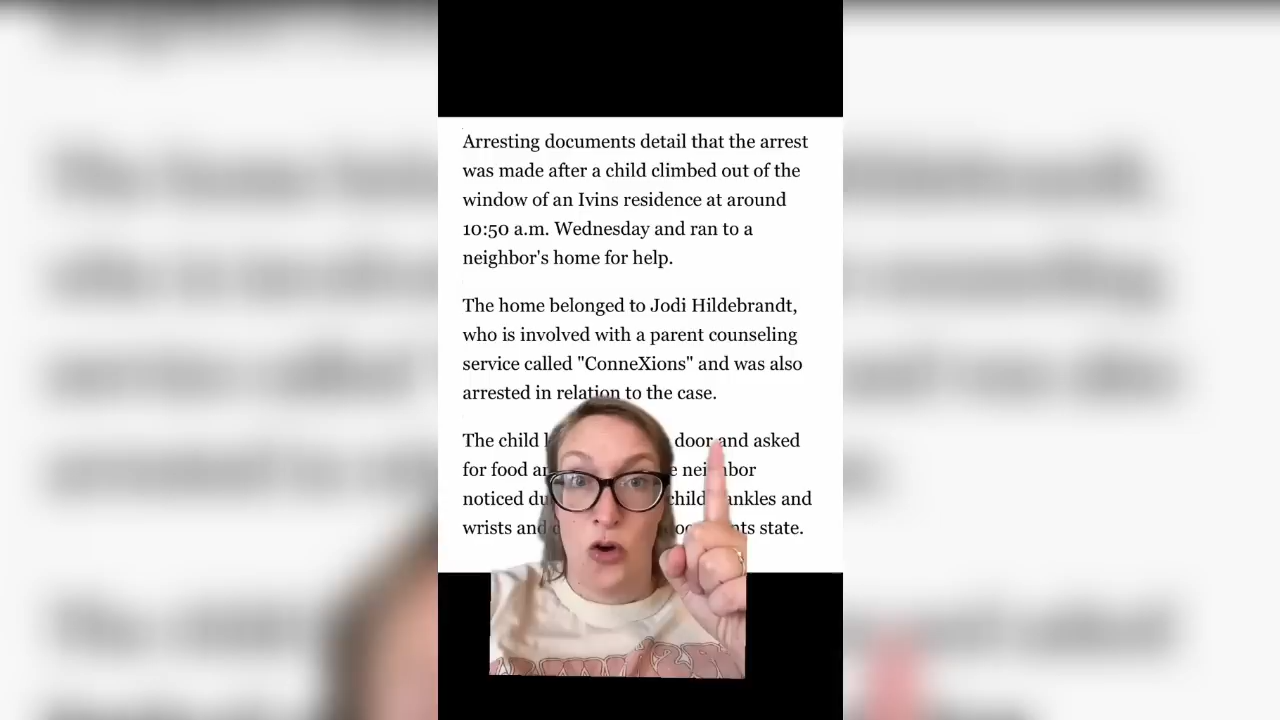 Arresting documents detail that the arrest
was made after a child climbed out of the
window of an Ivins residence at around
10:50 a.m. Wednesday and ran to a
neighbor's home for help.
The home belonged to Jodi Hildebrandt,
who is involved with a parent counseling
service called "ConneXions" and was also
arrested in relation to the case.
The child door and asked
for food
noticed ankles and
wrists and state.